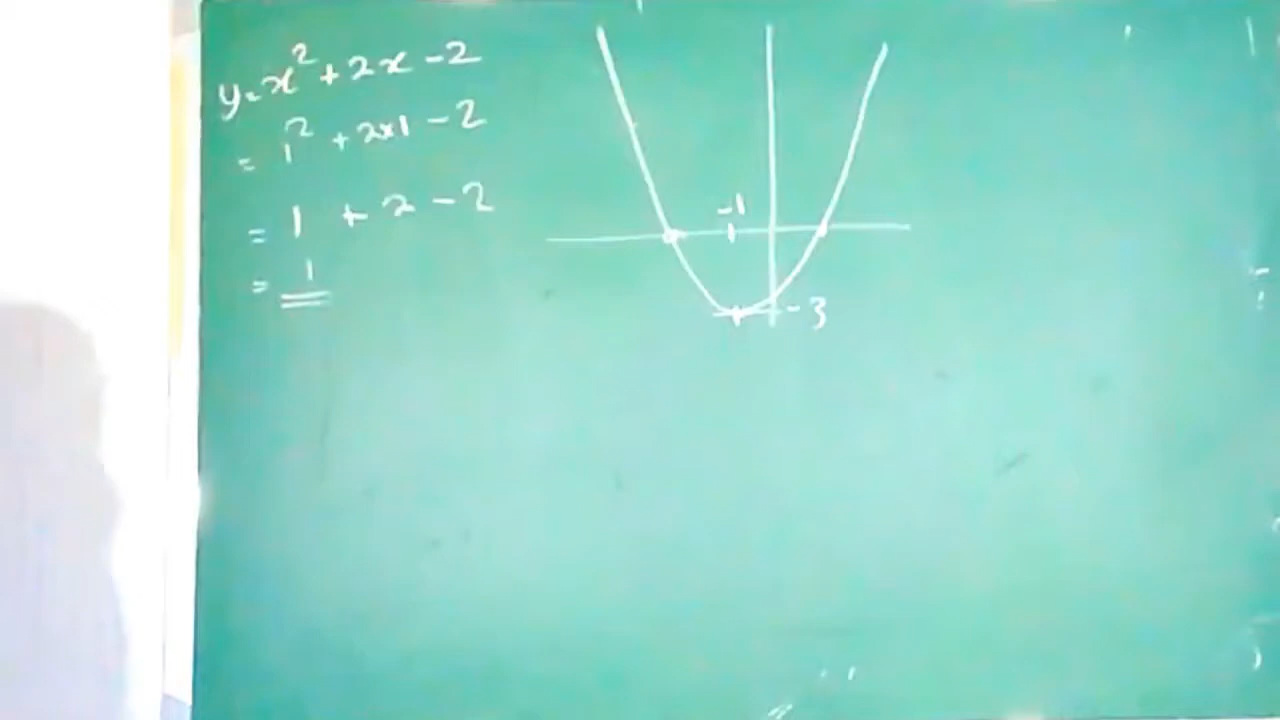 y=x²+2x-2
= 1²+2x1-2
= 1 + 2 - 2
= 1
-1
-3